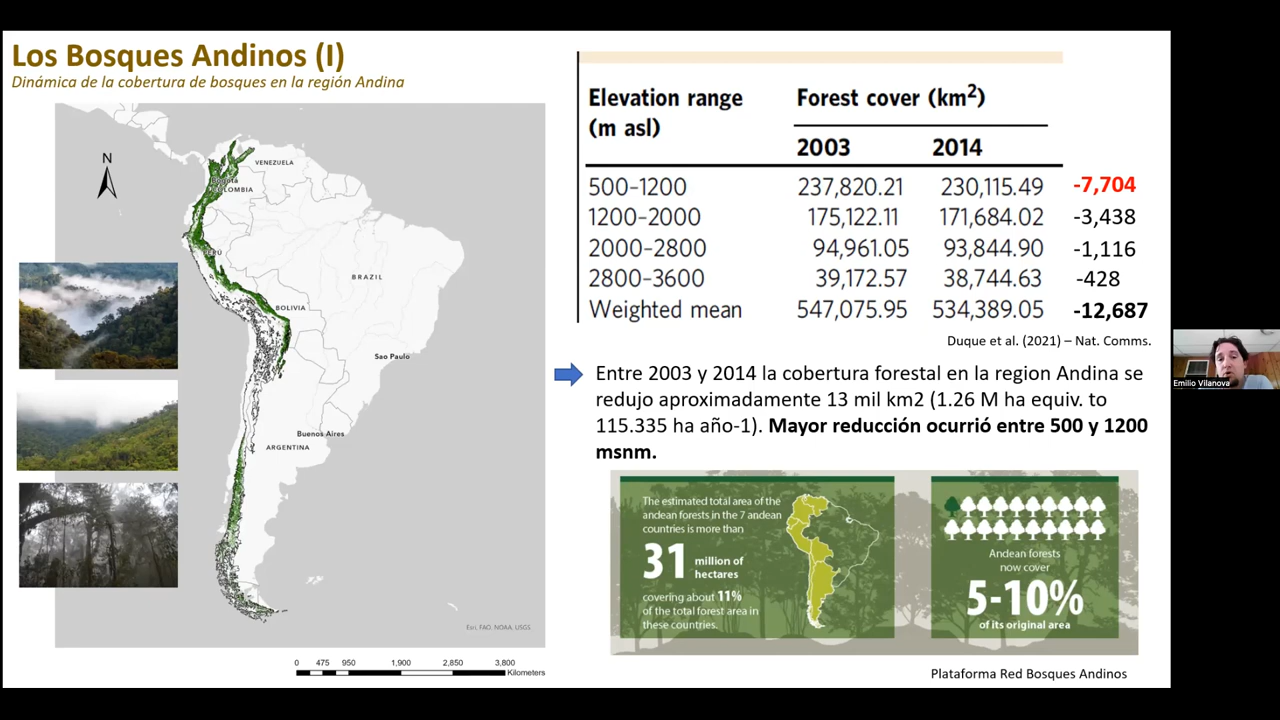 Los Bosques Andinos (I)
Dinámica de la cobertura de bosques en la región Andina
N
VENEZUELA
Bogotá
COLOMBIA
PERÚ
BRAZIL
BOLIVIA
Sao Paulo
Buenos Aires
ARGENTINA
Esri, FAO, NOAA, USGS
0 475 950 1,900 2,850 3,800
Kilometers
Elevation range Forest cover (km2)
(m asl)
2003 2014
500–1200 237,820.21 230,115.49 -7,704
1200–2000 175,122.11 171,684.02 -3,438
2000–2800 94,961.05 93,844.90 -1,116
2800–3600 39,172.57 38,744.63 -428
Weighted mean 547,075.95 534,389.05 -12,687
Duque et al. (2021) – Nat. Comms.
Entre 2003 y 2014 la cobertura forestal en la region Andina se
redujo aproximadamente 13 mil km2 (1.26 M ha equiv. to
115.335 ha año-1). Mayor reducción ocurrió entre 500 y 1200
msnm.
The estimated total area of the
andean forests in the 7 andean
countries is more than
31 million of
hectares
covering about 11%
of the total forest area in
these countries.
Andean forests
now cover
5-10%
of its original area
Plataforma Red Bosques Andinos
Emilio Vilanova